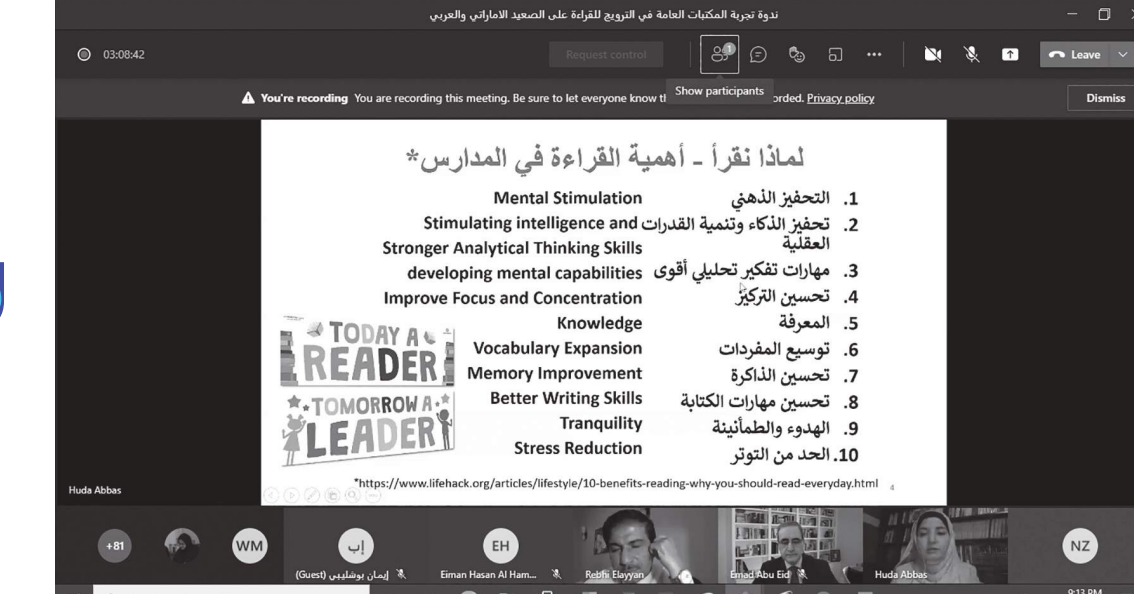 ندوة تجربة المكتبات العامة في الترويج للقراءة على الصعيد الاماراتي والعربي
03:08:42
Request control
1
Leave
Show participants
You're recording You are recording this meeting. Be sure to let everyone know orded. Privacy policy
Dismiss
لماذا نقرأ - أهمية القراءة في المدارس*
1. التحفيز الذهني
2. تحفيز الذكاء وتنمية القدرات
العقلية
3. مهارات تفكير تحليلي أقوى
4. تحسين التركيز
5. المعرفة
6. توسيع المفردات
7. تحسين الذاكرة
8. تحسين مهارات الكتابة
9. الهدوء والطمأنينة
10. الحد من التوتر
Mental Stimulation
Stimulating intelligence and
Stronger Analytical Thinking Skills
developing mental capabilities
Improve Focus and Concentration
Knowledge
Vocabulary Expansion
Memory Improvement
Better Writing Skills
Tranquility
Stress Reduction
TODAY A
READER
TOMORROW A
LEADER
*https://www.lifehack.org/articles/lifestyle/10-benefits-reading-why-you-should-read-everyday.html
4
Huda Abbas
+81
WM
إب
إيمان بوشليبي (Guest)
EH
Eiman Hasan Al Ham...
Rebhi Elayyan
Emad Abu Eid
Huda Abbas
NZ
9:13 PM